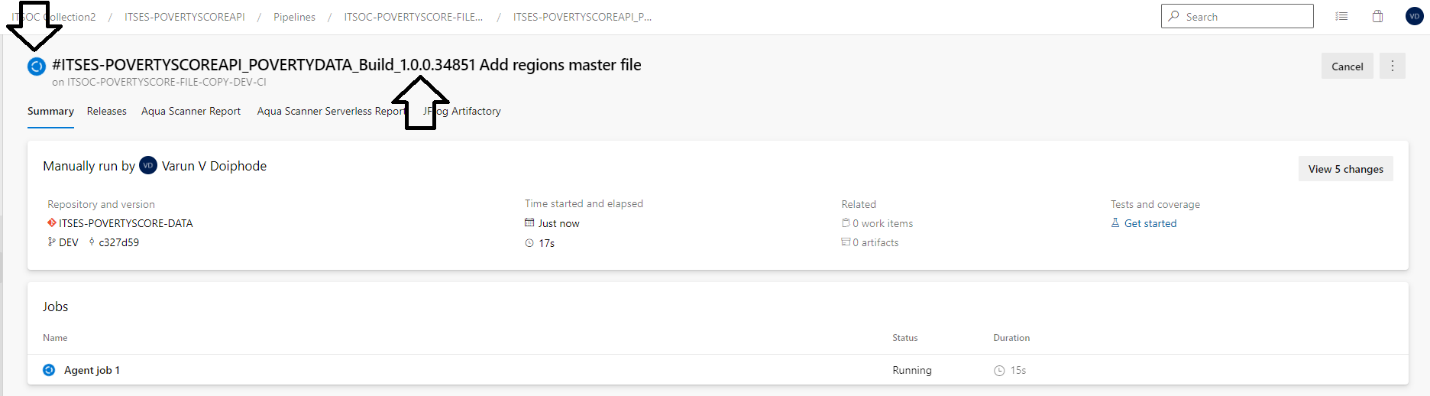 ITSOC Collection2 / ITSES-POVERTYSCOREAPI / Pipelines / ITSOC-POVERTYSCORE-FILE... / ITSES-POVERTYSCOREAPI_P...
Search
VD
#ITSES-POVERTYSCOREAPI_POVERTYDATA_Build_1.0.0.34851 Add regions master file
on ITSOC-POVERTYSCORE-FILE-COPY-DEV-CI
Cancel
Summary Releases Aqua Scanner Report Aqua Scanner Serverless Report JFrog Artifactory
Manually run by VD Varun V Doiphode
View 5 changes
Repository and version Time started and elapsed Related Tests and coverage
ITSES-POVERTYSCORE-DATA Just now 0 work items Get started
DEV c327d59 17s 0 artifacts
Jobs
Name Status Duration
Agent job 1 Running 15s